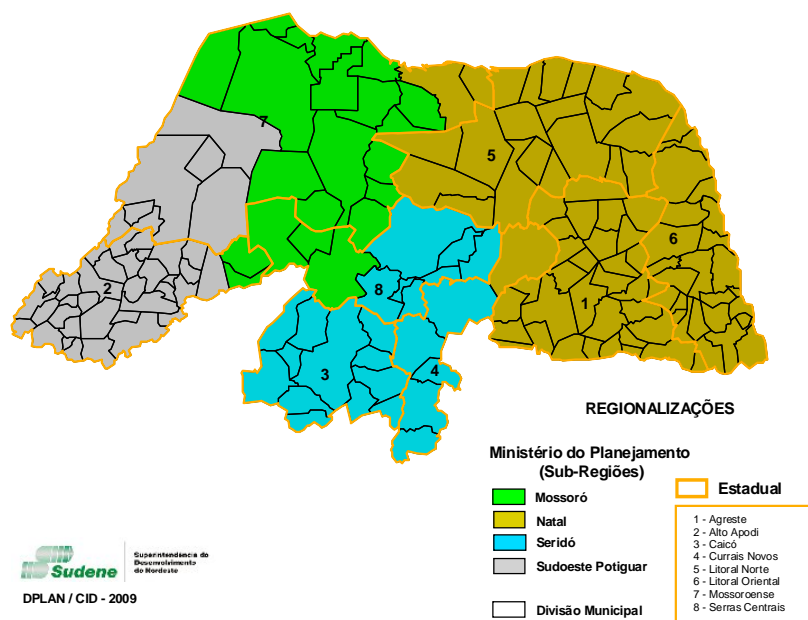 7
5
6
2
8
1
3
4
REGIONALIZAÇÕES
Ministério do Planejamento
(Sub-Regiões)
Mossoró
Natal
Seridó
Sudoeste Potiguar
Divisão Municipal
Estadual
1 - Agreste
2 - Alto Apodi
3 - Caicó
4 - Currais Novos
5 - Litoral Norte
6 - Litoral Oriental
7 - Mossoroense
8 - Serras Centrais
Sudene
Superintendência do
Desenvolvimento
do Nordeste
DPLAN / CID - 2009